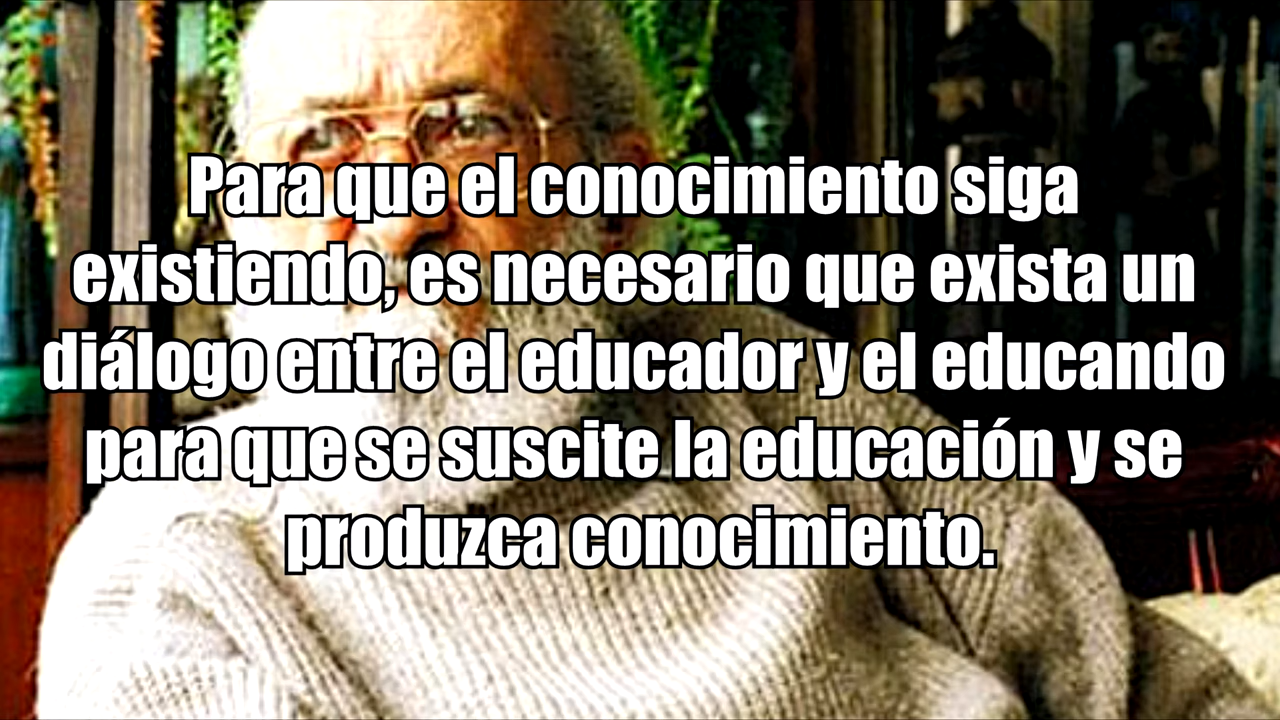 Para que el conocimiento siga
existiendo, es necesario que exista un
diálogo entre el educador y el educando
para que se suscite la educación y se
produzca conocimiento.